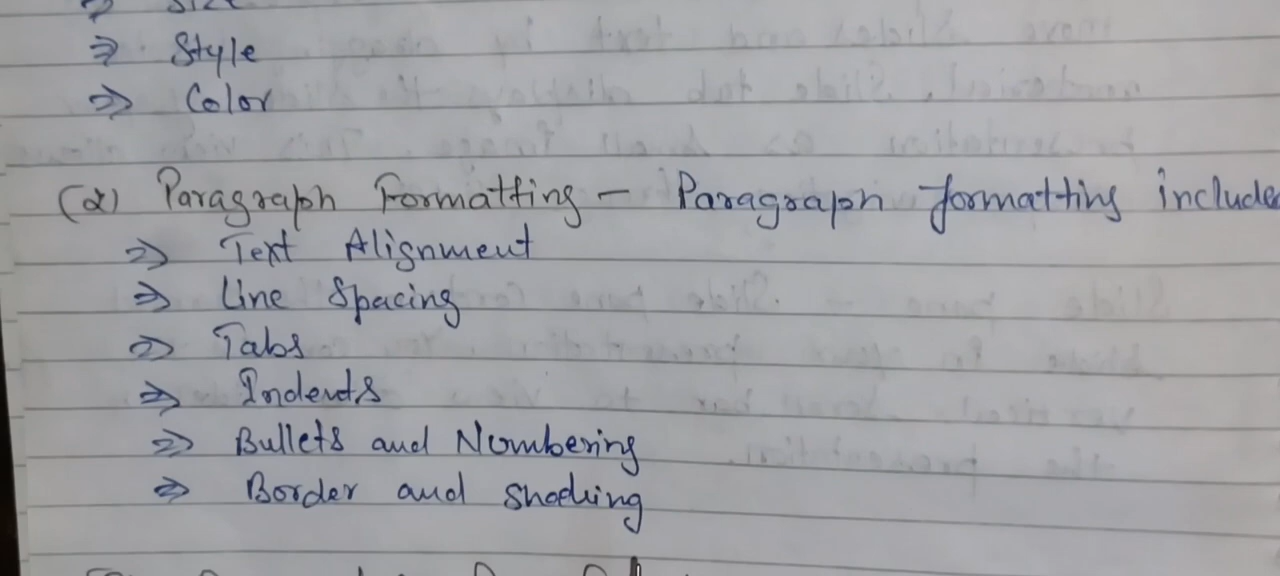 ⇒ Size
⇒ Style
⇒ Color
(2) Paragraph Formatting – Paragraph formatting include
⇒ Text Alignment
⇒ Line Spacing
⇒ Tabs
⇒ Indents
⇒ Bullets and Numbering
⇒ Border and Shading